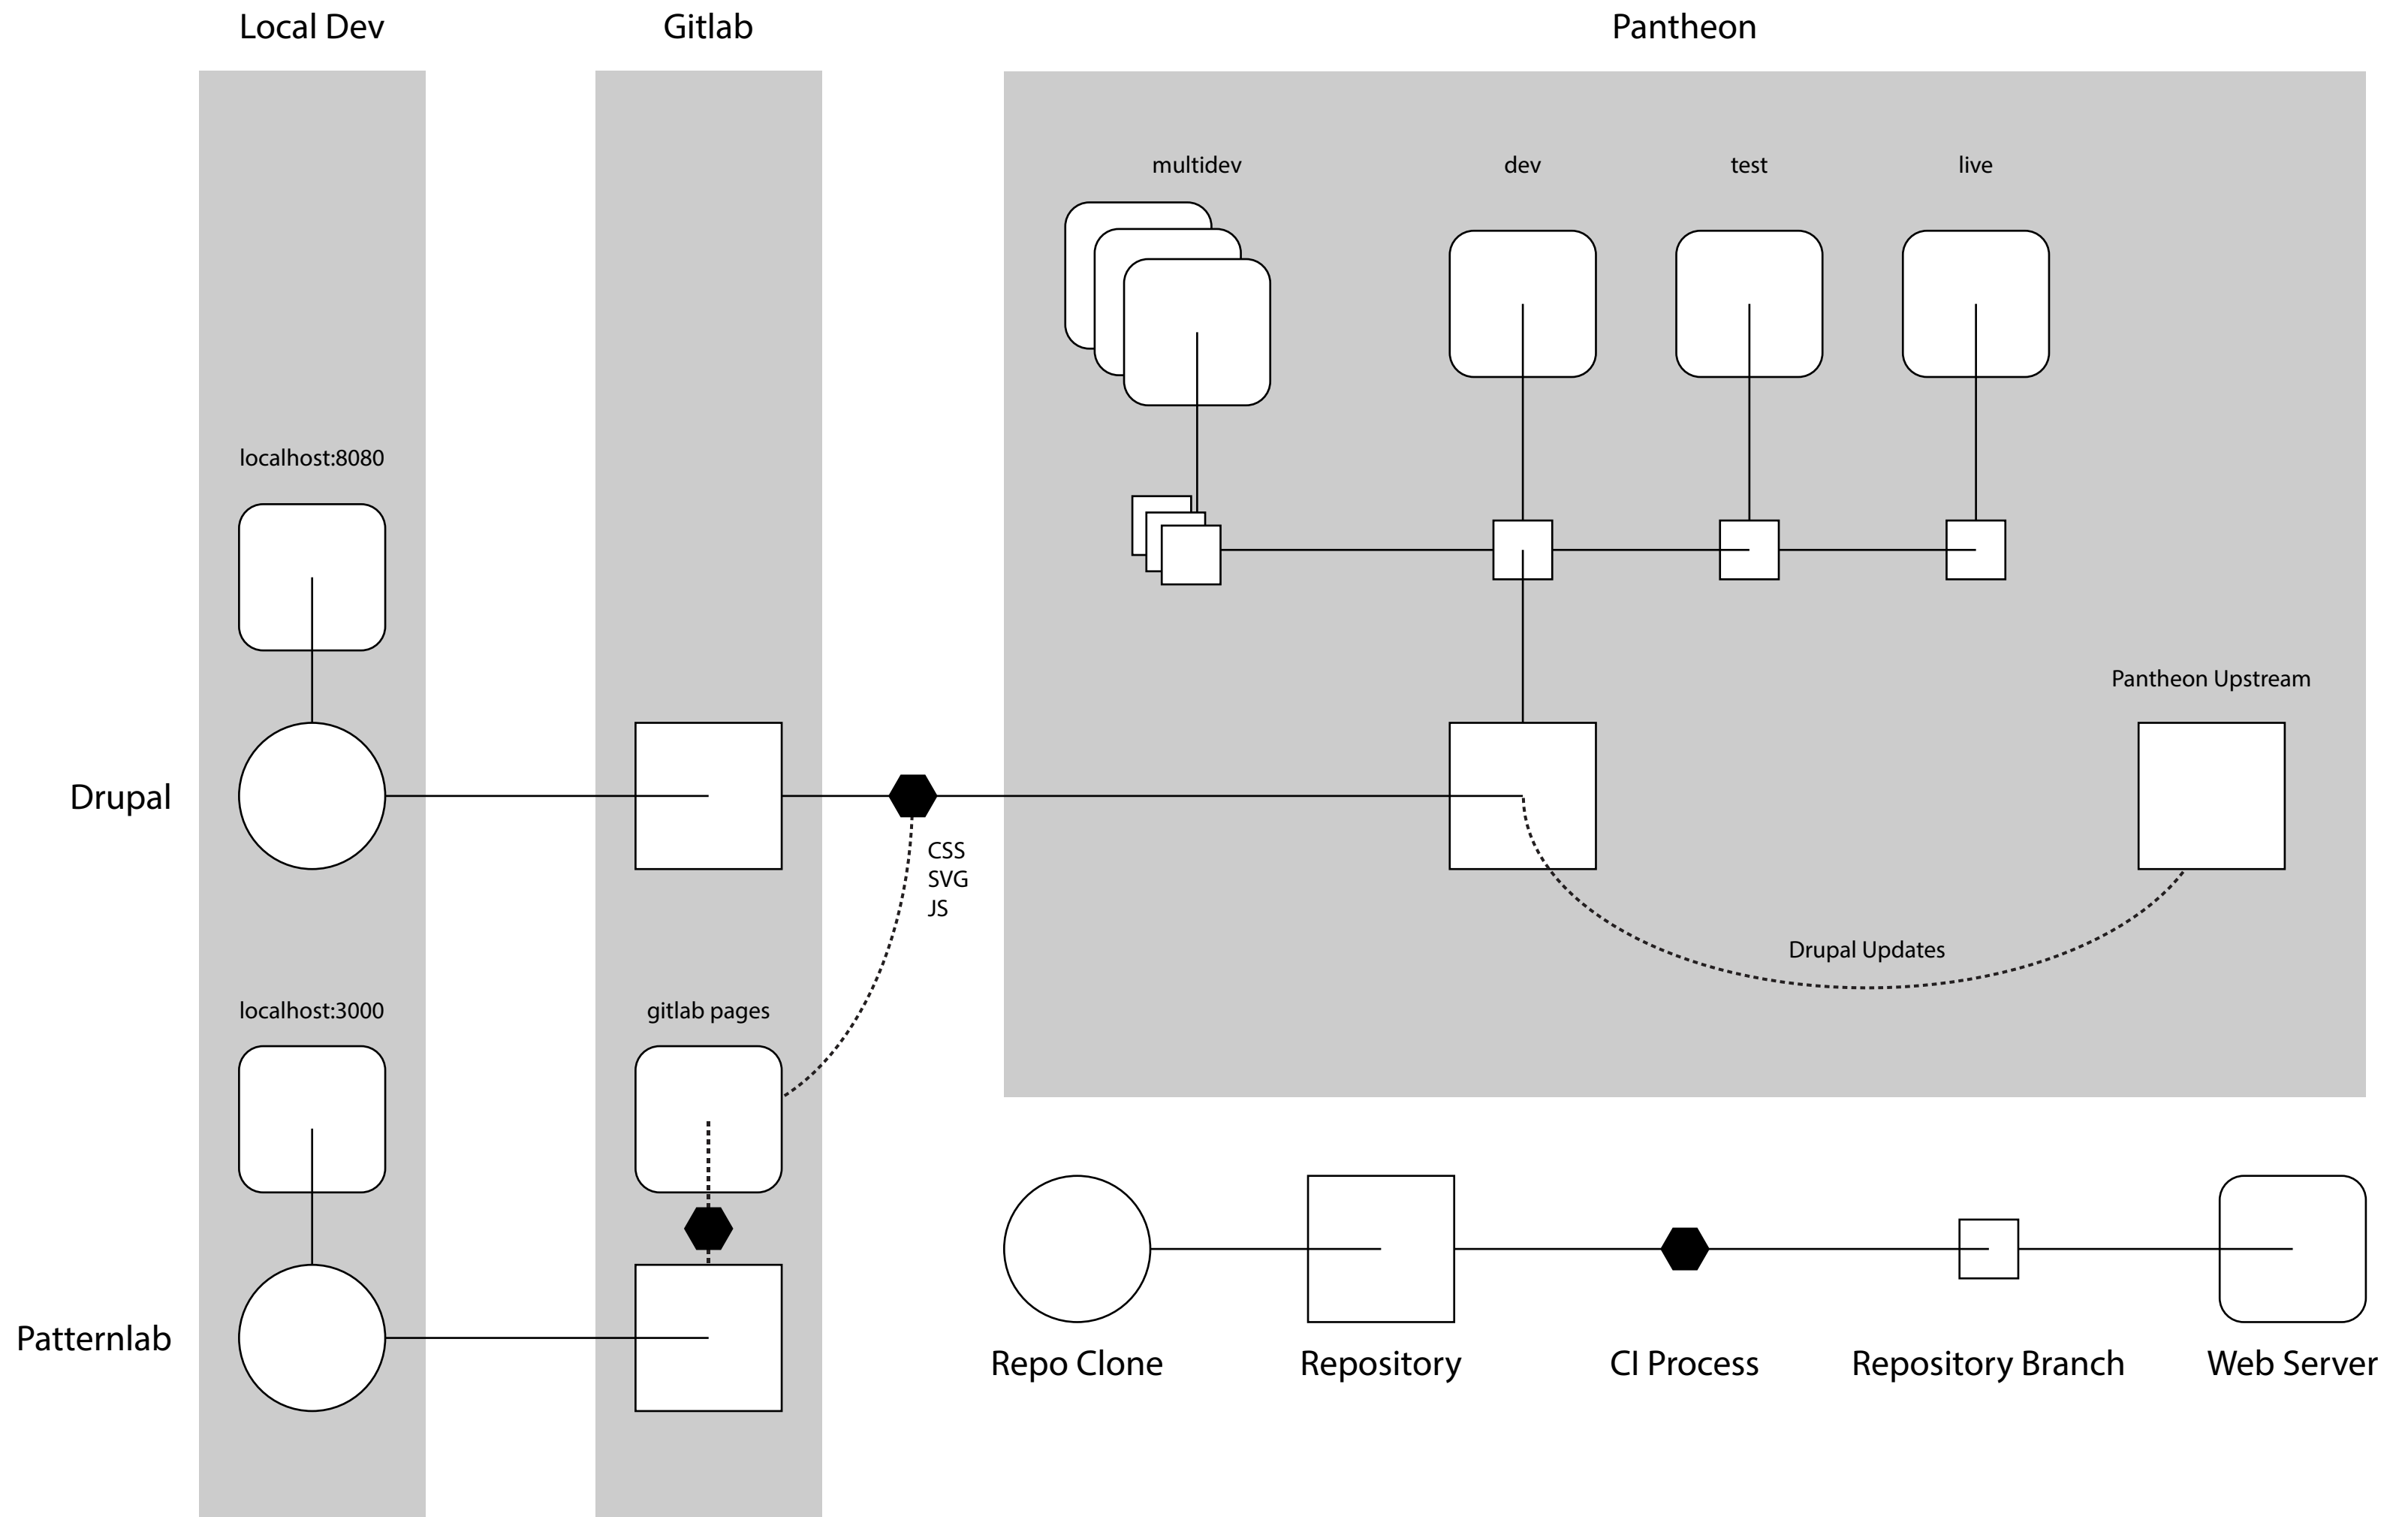 Local Dev
Gitlab
Pantheon
multidev
dev
test
live
localhost:8080
Pantheon Upstream
Drupal
CSS
SVG
JS
Drupal Updates
localhost:3000
gitlab pages
Patternlab
Repo Clone
Repository
CI Process
Repository Branch
Web Server